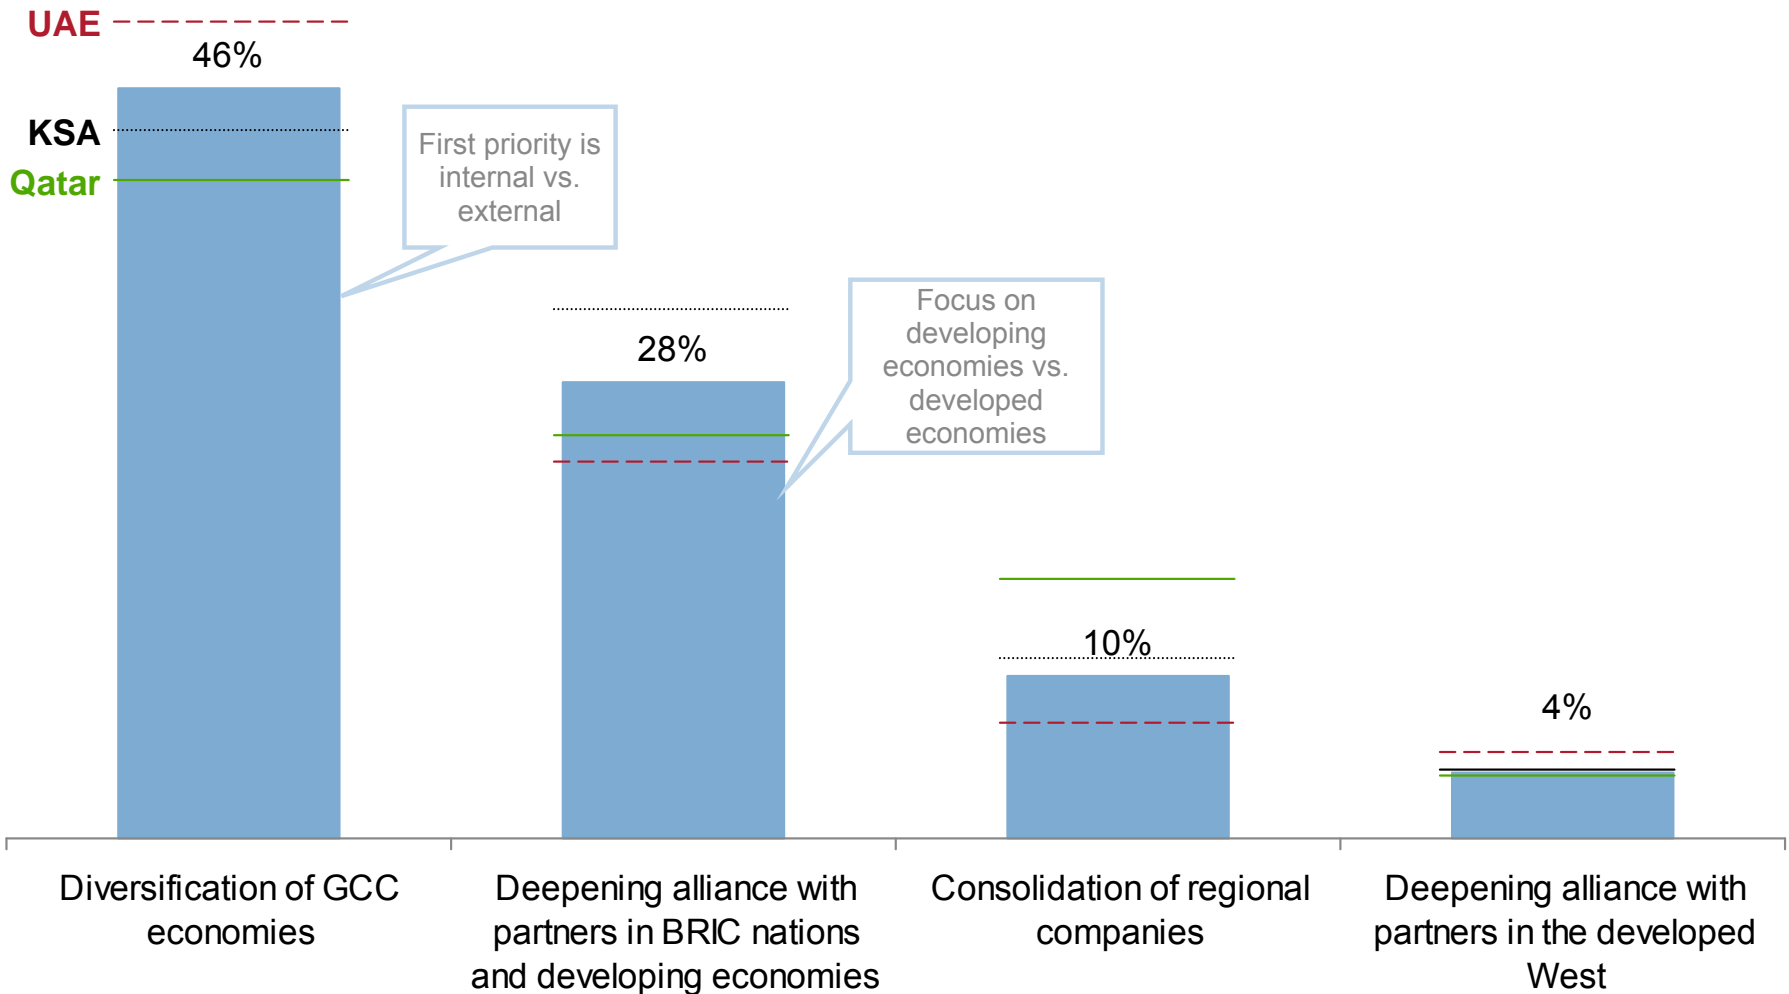 UAE
46%
KSA
Qatar
First priority is
internal vs.
external
28%
Focus on
developing
economies vs.
developed
economies
10%
4%
Diversification of GCC
economies
Deepening alliance with
partners in BRIC nations
and developing economies
Consolidation of regional
companies
Deepening alliance with
partners in the developed
West